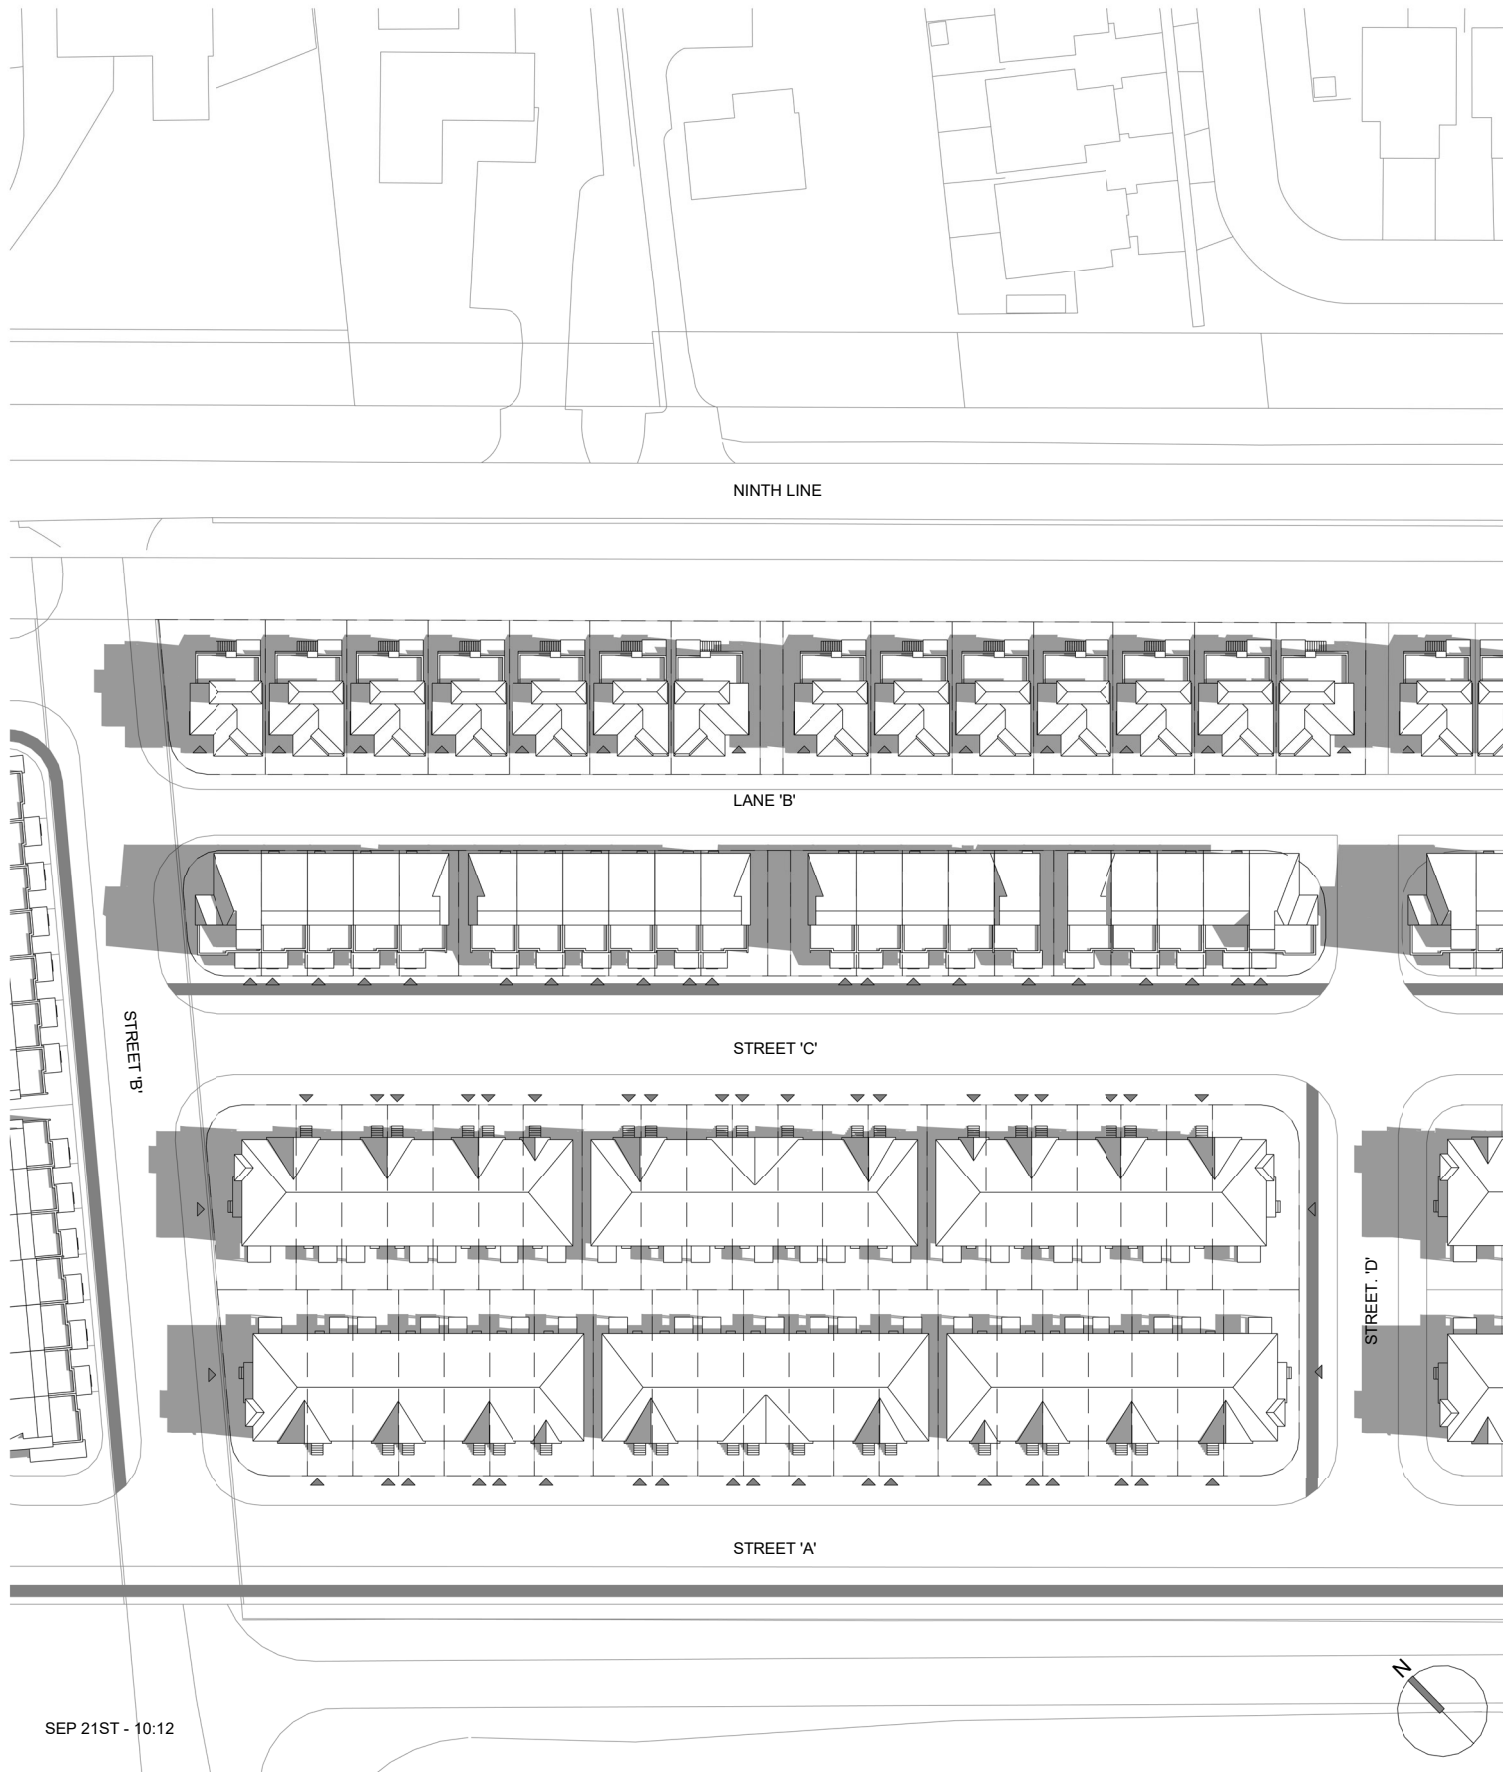 NINTH LINE
LANE 'B'
STREET 'B'
STREET 'C'
STREET. 'D'
STREET 'A'
N
SEP 21ST - 10:12